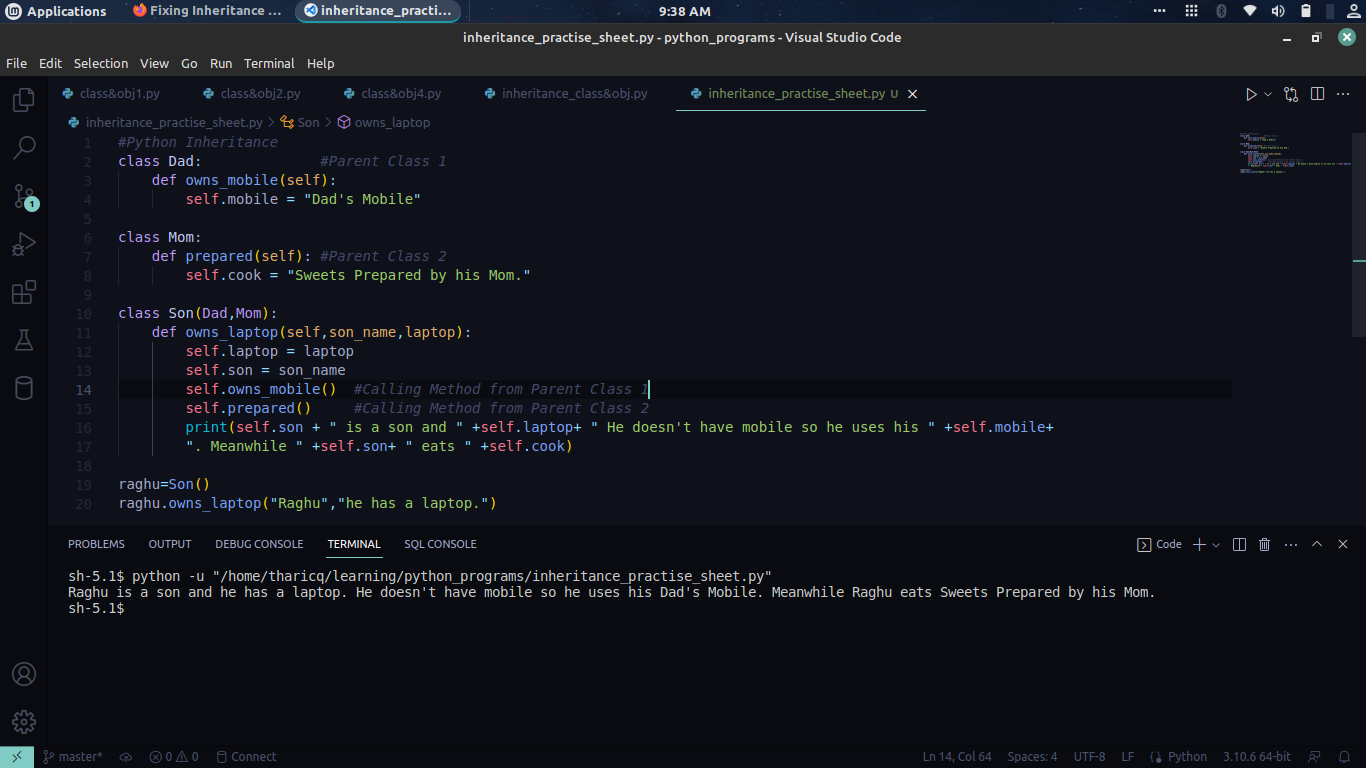 Applications
Fixing Inheritance ...
inheritance_practi...
9:38 AM
inheritance_practise_sheet.py - python_programs - Visual Studio Code
File Edit Selection View Go Run Terminal Help
class&obj1.py class&obj2.py class&obj4.py inheritance_class&obj.py inheritance_practise_sheet.py U
inheritance_practise_sheet.py > Son > owns_laptop
1 #Python Inheritance
2 class Dad: #Parent Class 1
3 def owns_mobile(self):
4 self.mobile = "Dad's Mobile"
5
6 class Mom:
7 def prepared(self): #Parent Class 2
8 self.cook = "Sweets Prepared by his Mom."
9
10 class Son(Dad,Mom):
11 def owns_laptop(self,son_name,laptop):
12 self.laptop = laptop
13 self.son = son_name
14 self.owns_mobile() #Calling Method from Parent Class 1
15 self.prepared() #Calling Method from Parent Class 2
16 print(self.son + " is a son and " +self.laptop+ " He doesn't have mobile so he uses his " +self.mobile+
17 ". Meanwhile " +self.son+ " eats " +self.cook)
18
19 raghu=Son()
20 raghu.owns_laptop("Raghu","he has a laptop.")
1
PROBLEMS OUTPUT DEBUG CONSOLE TERMINAL SQL CONSOLE
Code
sh-5.1$ python -u "/home/tharicq/learning/python_programs/inheritance_practise_sheet.py"
Raghu is a son and he has a laptop. He doesn't have mobile so he uses his Dad's Mobile. Meanwhile Raghu eats Sweets Prepared by his Mom.
sh-5.1$
master* 0 0 Connect Ln 14, Col 64 Spaces: 4 UTF-8 LF Python 3.10.6 64-bit